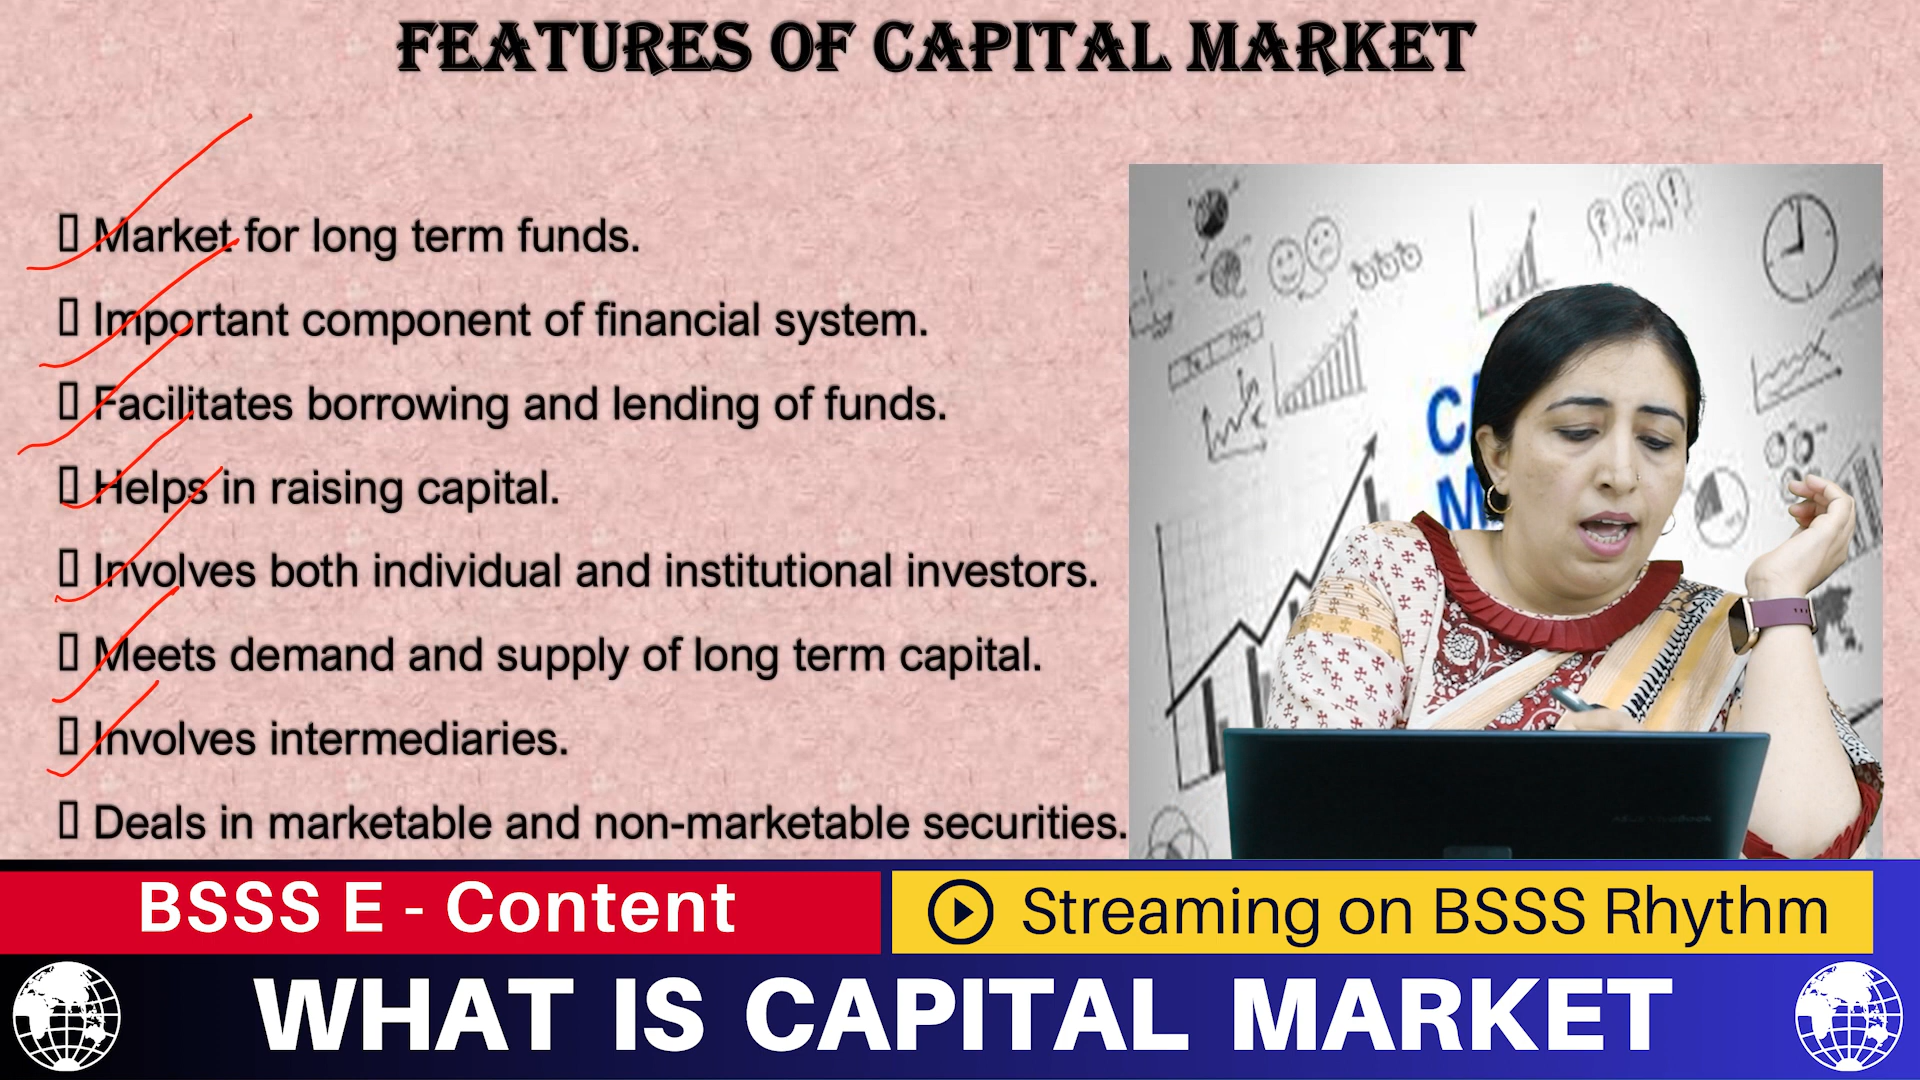 FEATURES OF CAPITAL MARKET
Market for long term funds.
Important component of financial system.
Facilitates borrowing and lending of funds.
Helps in raising capital.
Involves both individual and institutional investors.
Meets demand and supply of long term capital.
Involves intermediaries.
Deals in marketable and non-marketable securities.
BSSS E - Content
Streaming on BSSS Rhythm
WHAT IS CAPITAL MARKET